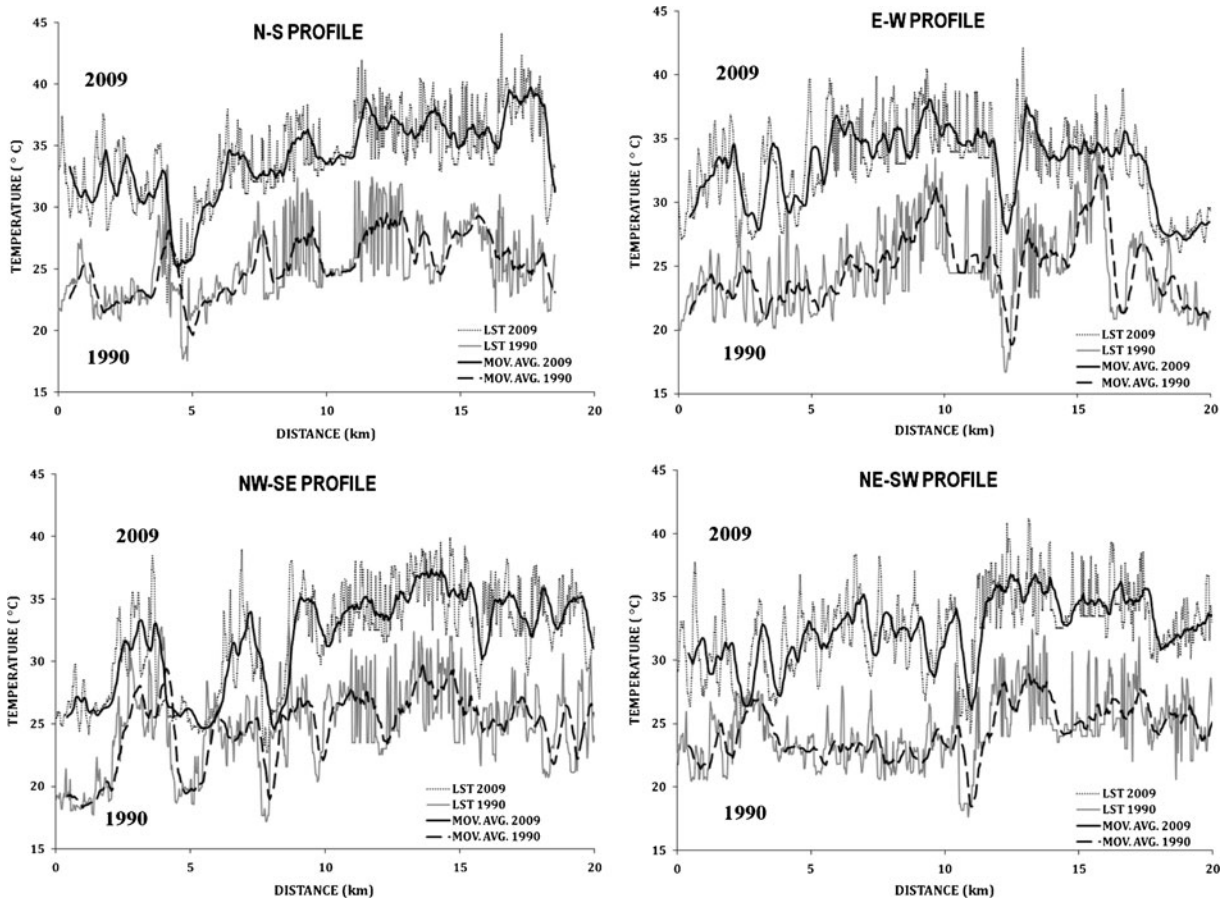 N-S PROFILE
45
40
35
30
25
20
15
TEMPERATURE ( ° C)
2009
1990
LST 2009
LST 1990
MOV. AVG. 2009
MOV. AVG. 1990
0
5
10
15
20
DISTANCE (km)
E-W PROFILE
45
40
35
30
25
20
15
TEMPERATURE ( ° C)
2009
1990
LST 2009
LST 1990
MOV. AVG. 2009
MOV. AVG. 1990
0
5
10
15
20
DISTANCE (km)
NW-SE PROFILE
45
40
35
30
25
20
15
TEMPERATURE ( °C)
2009
1990
LST 2009
LST 1990
MOV. AVG. 2009
MOV. AVG. 1990
0
5
10
15
20
DISTANCE (km)
NE-SW PROFILE
45
40
35
30
25
20
15
TEMPERATURE ( °C)
2009
1990
LST 2009
LST 1990
MOV. AVG. 2009
MOV. AVG. 1990
0
5
10
15
20
DISTANCE (km)